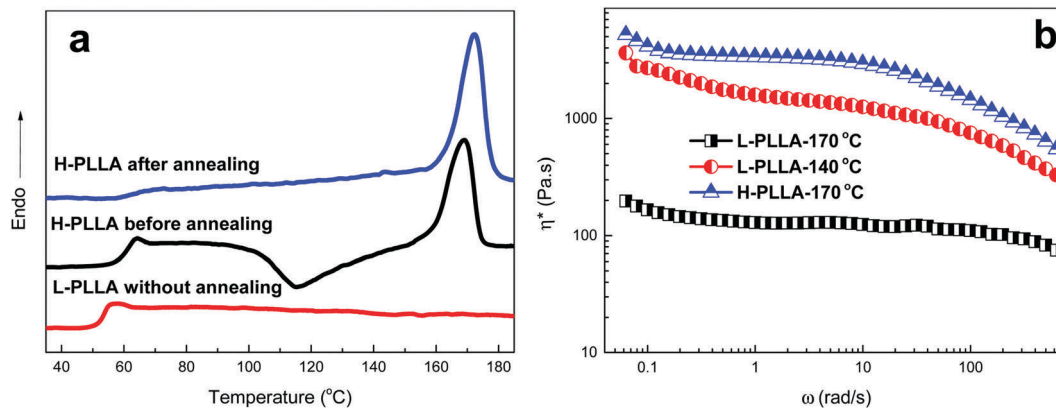 a
Endo
H-PLLA after annealing
H-PLLA before annealing
L-PLLA without annealing
40 60 80 100 120 140 160 180
Temperature (°C)
b
η* (Pa.s)
1000
100
10
L-PLLA-170 °C
L-PLLA-140 °C
H-PLLA-170 °C
0.1 1 10 100
ω (rad/s)